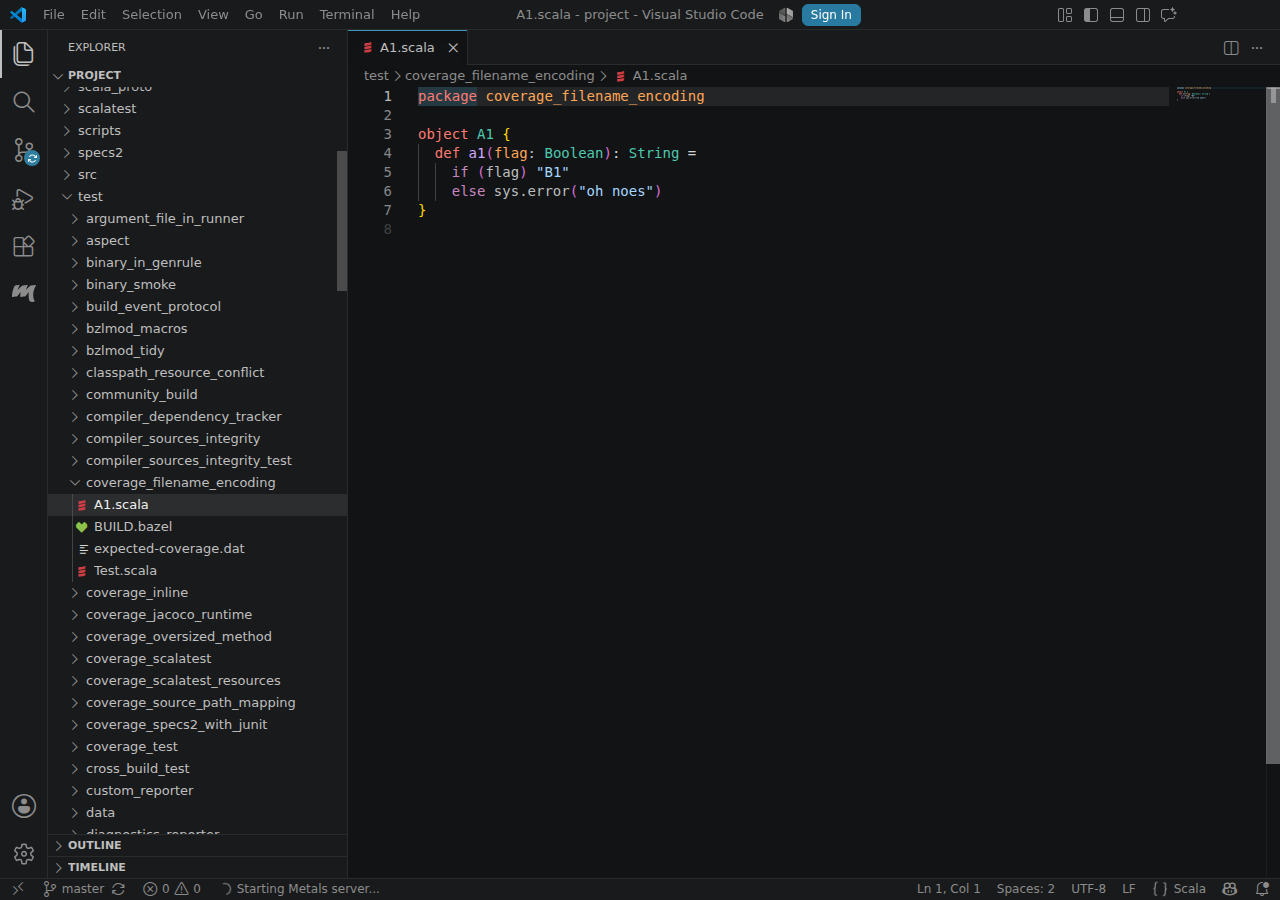 File Edit Selection View Go Run Terminal Help
A1.scala - project - Visual Studio Code
Sign In
EXPLORER
PROJECT
scala_proto
scalatest
scripts
specs2
src
test
argument_file_in_runner
aspect
binary_in_genrule
binary_smoke
build_event_protocol
bzlmod_macros
bzlmod_tidy
classpath_resource_conflict
community_build
compiler_dependency_tracker
compiler_sources_integrity
compiler_sources_integrity_test
coverage_filename_encoding
A1.scala
BUILD.bazel
expected-coverage.dat
Test.scala
coverage_inline
coverage_jacoco_runtime
coverage_oversized_method
coverage_scalatest
coverage_scalatest_resources
coverage_source_path_mapping
coverage_specs2_with_junit
coverage_test
cross_build_test
custom_reporter
data
diagnostics_reporter
OUTLINE
TIMELINE
A1.scala
test > coverage_filename_encoding > A1.scala
1 package coverage_filename_encoding
2
3 object A1 {
4 def a1(flag: Boolean): String =
5 if (flag) "B1"
6 else sys.error("oh noes")
7 }
8
master 0 0 Starting Metals server...
Ln 1, Col 1 Spaces: 2 UTF-8 LF { } Scala